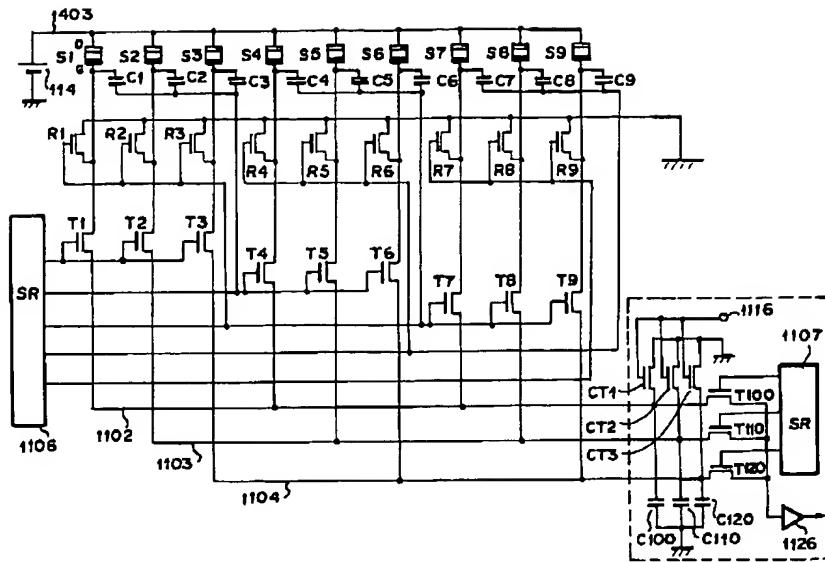 1403
S1 D S2 S3 S4 S5 S6 S7 S8 S9
G
114
C1 C2 C3 C4 C5 C6 C7 C8 C9
R1 R2 R3
R4 R5 R6 R7 R8 R9
T1 T2 T3
T4 T5 T6
SR
T7 T8 T9
1116
1107
CT1
T100
1102
CT2
SR
T110
1106
1103
CT3
T120
1104
C120
C100 C110
1126